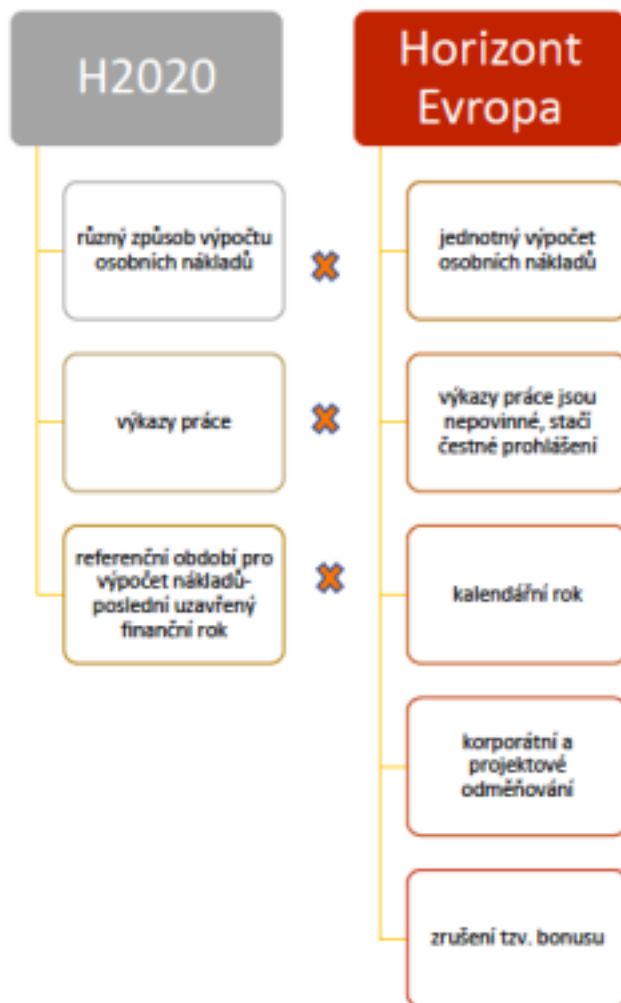 H2020
různý způsob výpočtu
osobních nákladů
výkazy práce
referenční období pro
výpočet nákladů-
poslední uzavřený
finanční rok
Horizont
Evropa
jednotný výpočet
osobních nákladů
výkazy práce jsou
nepovinné, stačí
čestné prohlášení
kalendářní rok
korporátní a
projektové
odměňování
zrušení tzv. bonusu